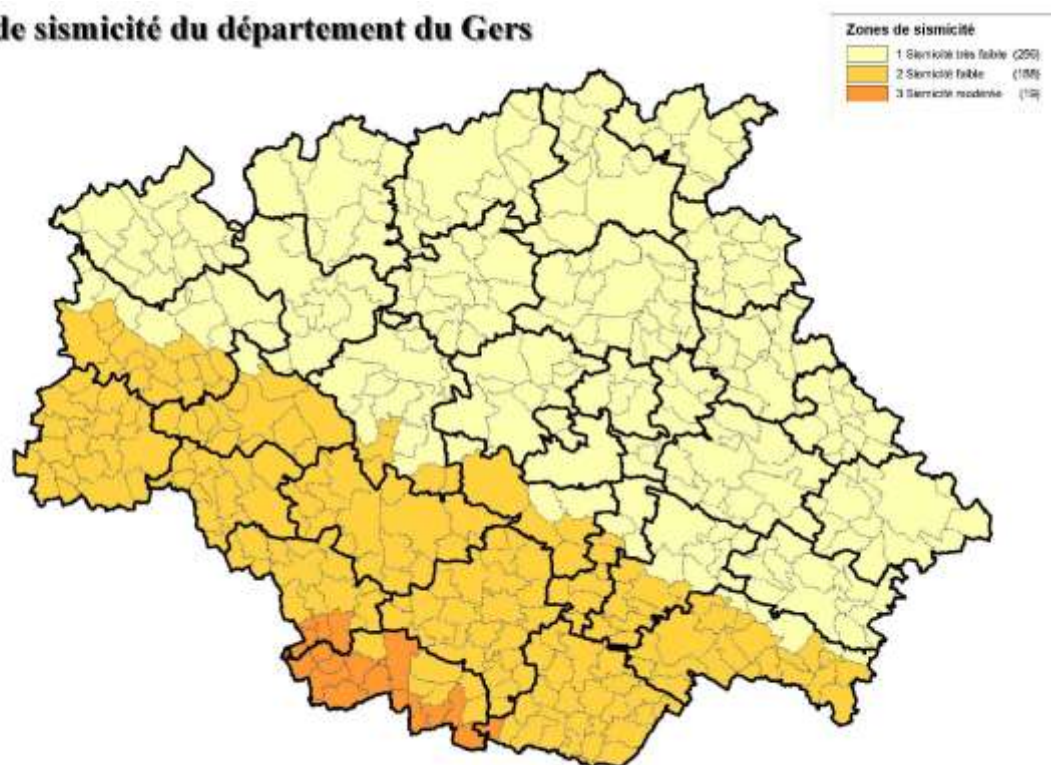 de sismicité du département du Gers
Zones de sismicité
1 Sismicité très faible (256)
2 Sismicité faible (188)
3 Sismicité modérée (19)